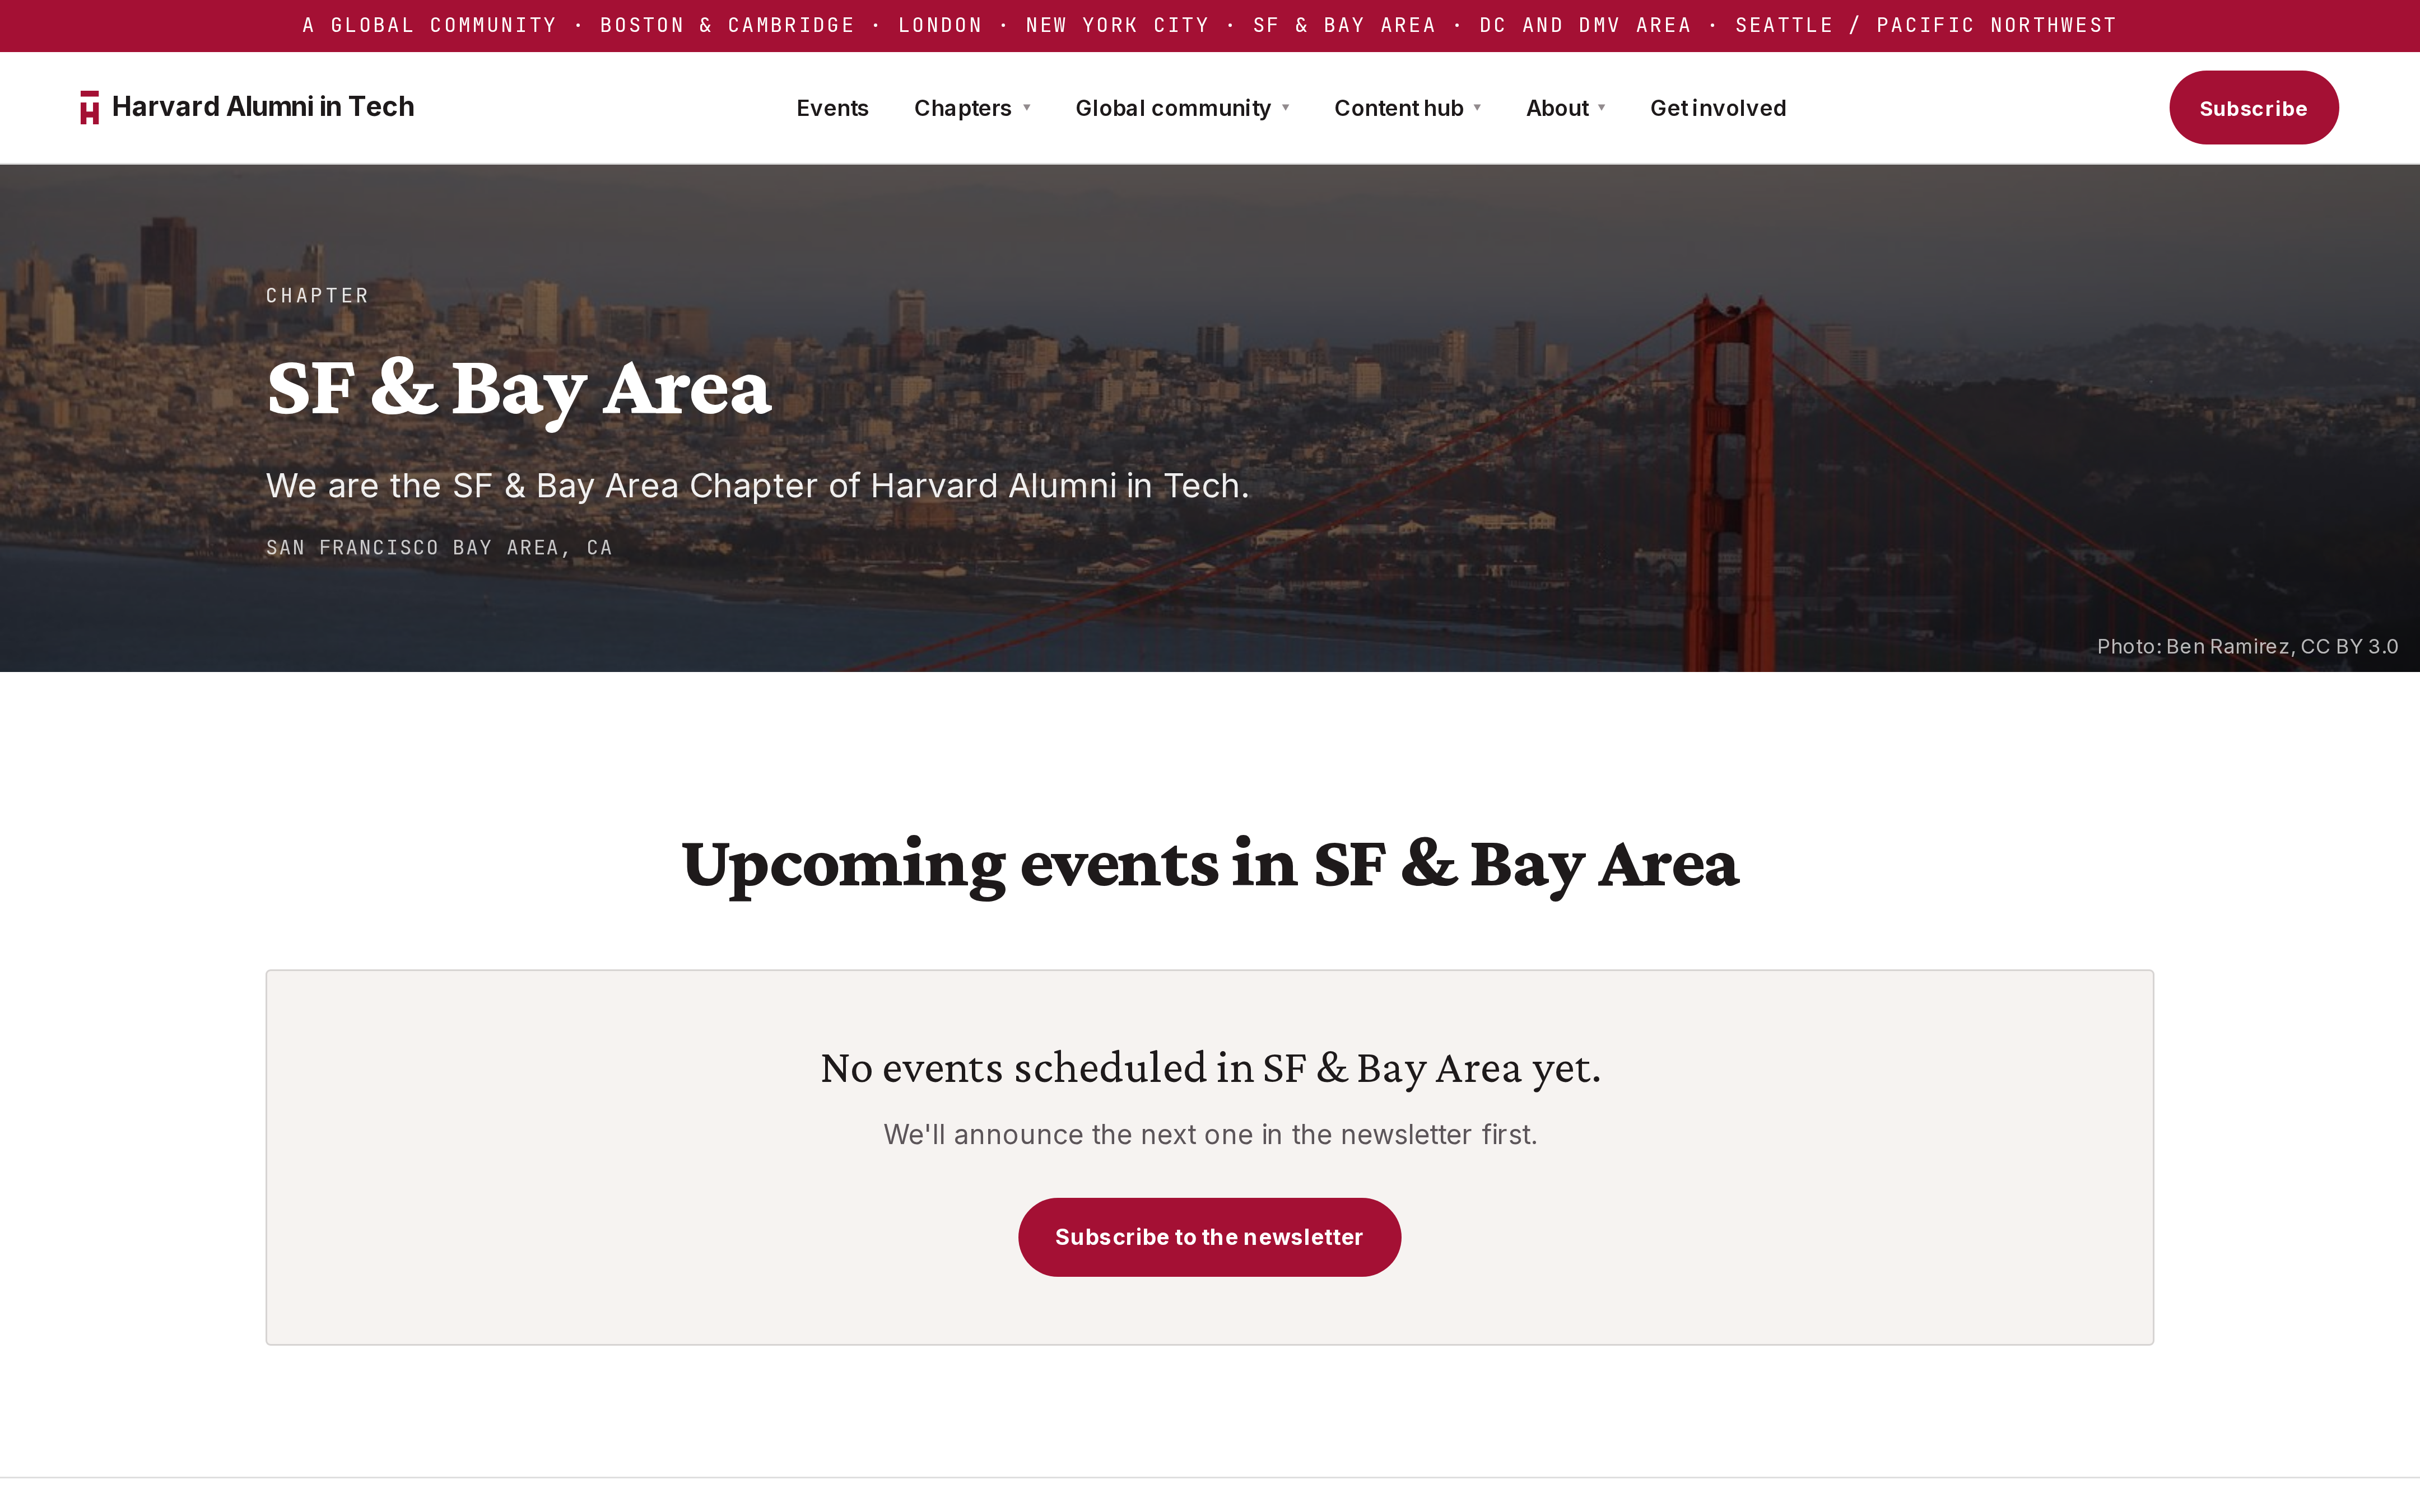 A GLOBAL COMMUNITY · BOSTON & CAMBRIDGE · LONDON · NEW YORK CITY · SF & BAY AREA · DC AND DMV AREA · SEATTLE / PACIFIC NORTHWEST
Harvard Alumni in Tech
Events
Chapters ▾
Global community ▾
Content hub ▾
About ▾
Get involved
Subscribe
CHAPTER
SF & Bay Area
We are the SF & Bay Area Chapter of Harvard Alumni in Tech.
SAN FRANCISCO BAY AREA, CA
Photo: Ben Ramirez, CC BY 3.0
Upcoming events in SF & Bay Area
No events scheduled in SF & Bay Area yet.
We'll announce the next one in the newsletter first.
Subscribe to the newsletter